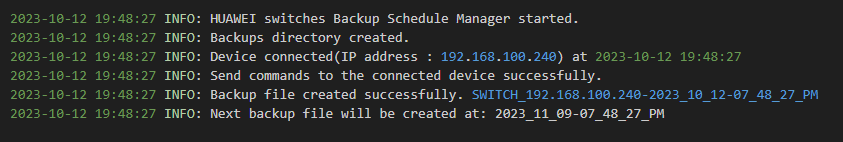 2023-10-12 19:48:27 INFO: HUAWEI switches Backup Schedule Manager started.
2023-10-12 19:48:27 INFO: Backups directory created.
2023-10-12 19:48:27 INFO: Device connected(IP address : 192.168.100.240) at 2023-10-12 19:48:27
2023-10-12 19:48:27 INFO: Send commands to the connected device successfully.
2023-10-12 19:48:27 INFO: Backup file created successfully. SWITCH_192.168.100.240-2023_10_12-07_48_27_PM
2023-10-12 19:48:27 INFO: Next backup file will be created at: 2023_11_09-07_48_27_PM